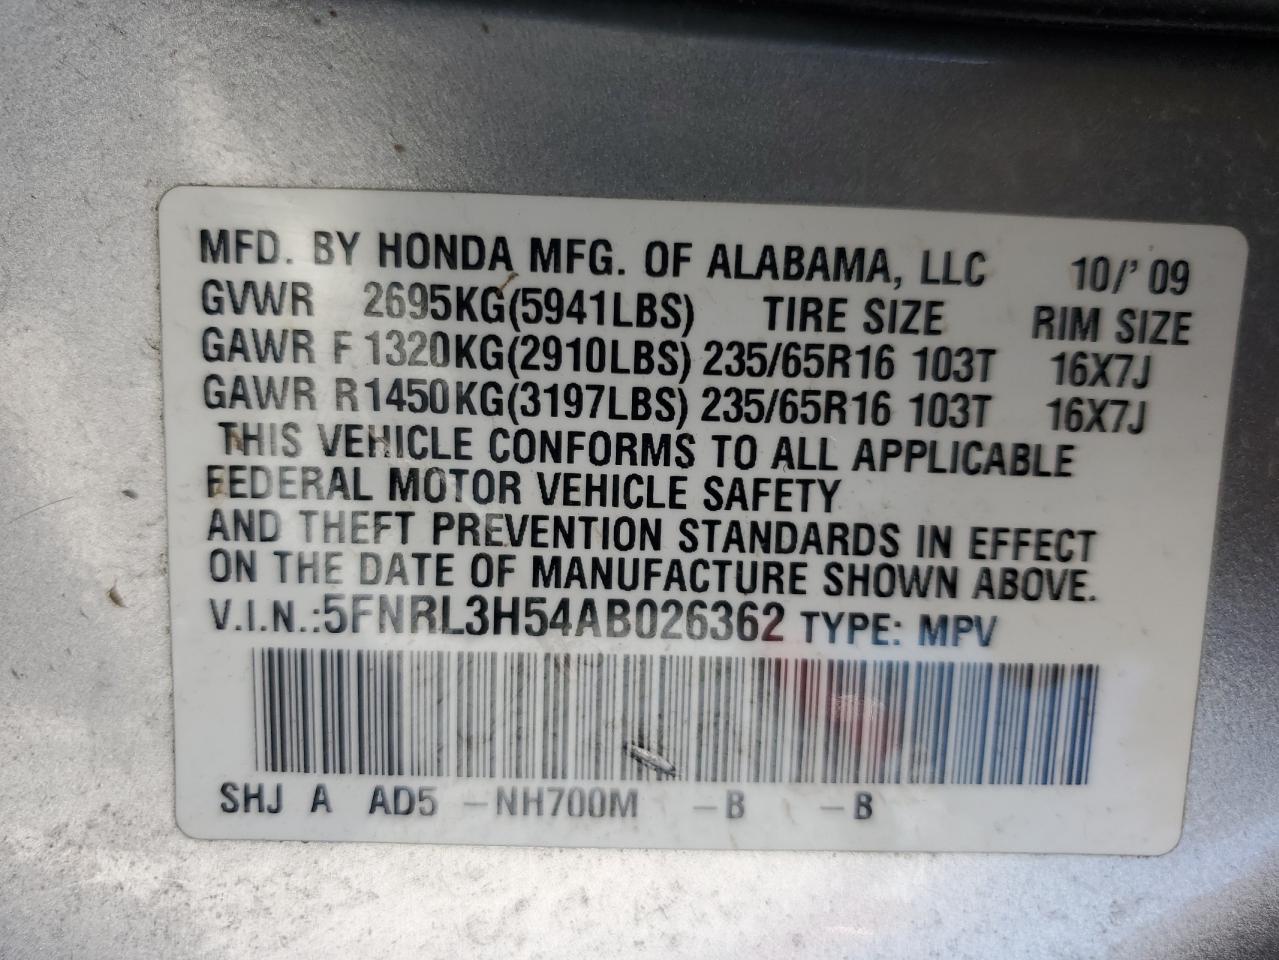 MFD. BY HONDA MFG. OF ALABAMA, LLC 10/'09
GVWR 2695KG(5941LBS) TIRE SIZE RIM SIZE
GAWR F 1320KG(2910LBS) 235/65R16 103T 16X7J
GAWR R 1450KG(3197LBS) 235/65R16 103T 16X7J
THIS VEHICLE CONFORMS TO ALL APPLICABLE
FEDERAL MOTOR VEHICLE SAFETY
AND THEFT PREVENTION STANDARDS IN EFFECT
ON THE DATE OF MANUFACTURE SHOWN ABOVE.
V.I.N.:5FNRL3H54AB026362 TYPE: MPV
SHJ A AD5 -NH700M -B -B